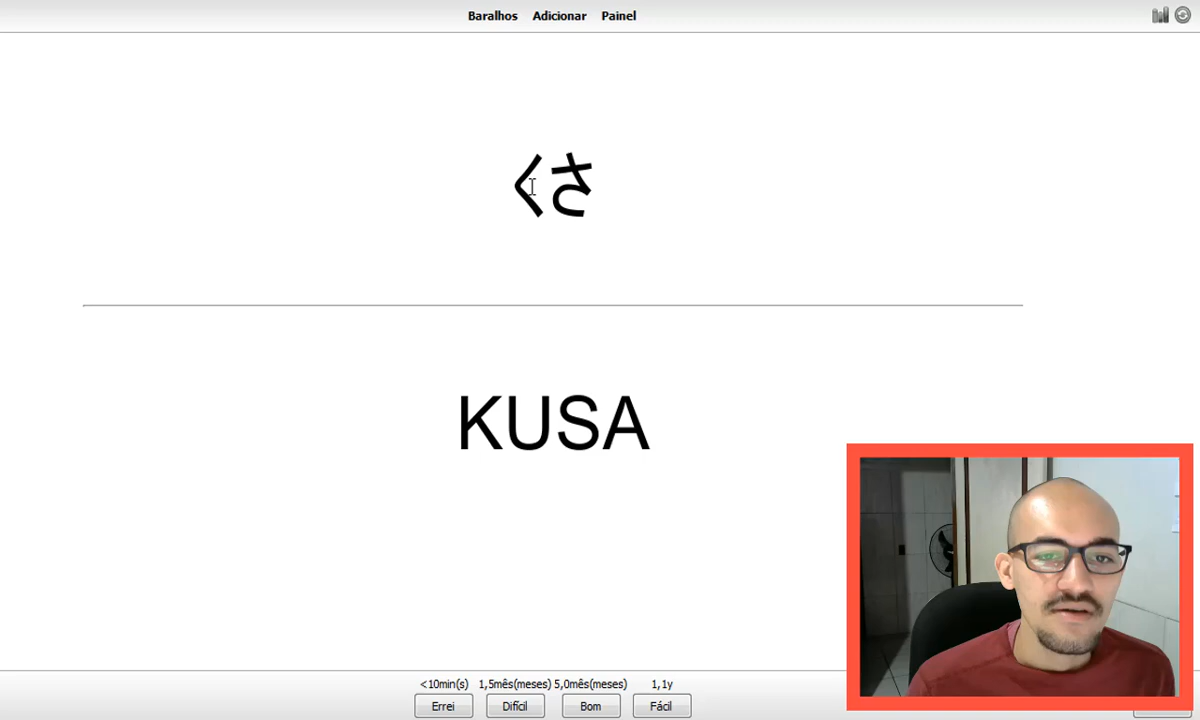 Baralhos Adicionar Painel
くさ
KUSA
<10min(s) 1,5mês(meses) 5,0mês(meses) 1,1y
Errei Difícil Bom Fácil